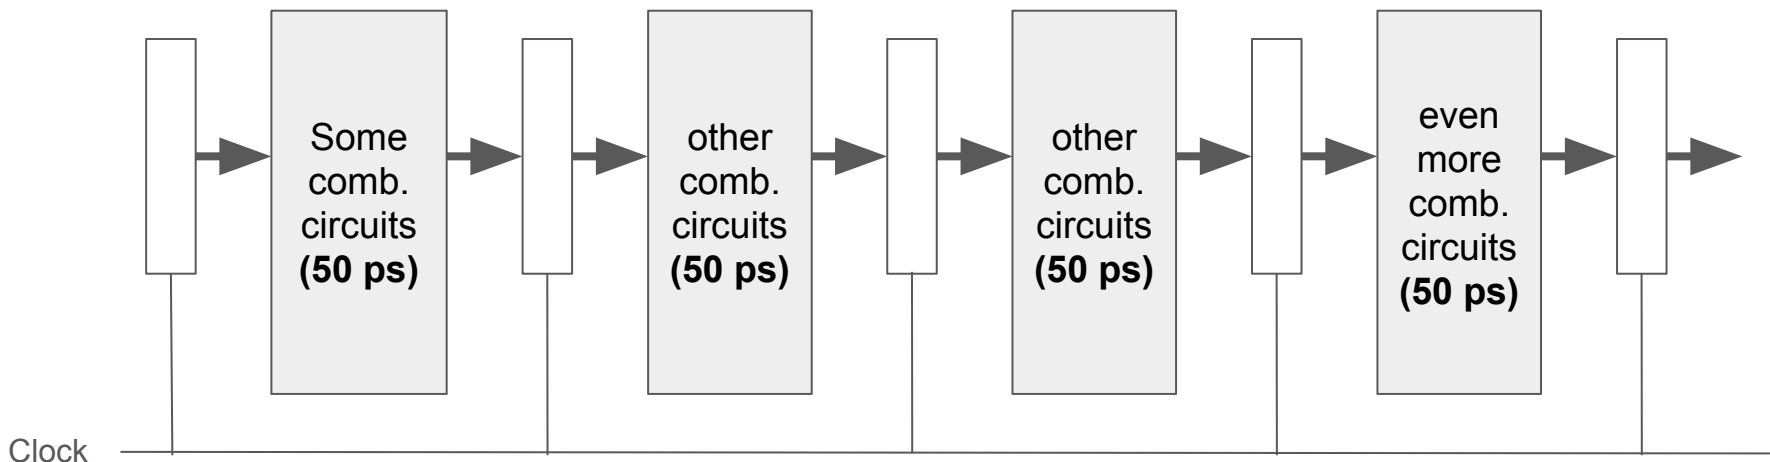 Some
comb.
circuits
(50 ps)
other
comb.
circuits
(50 ps)
other
comb.
circuits
(50 ps)
even
more
comb.
circuits
(50 ps)
Clock